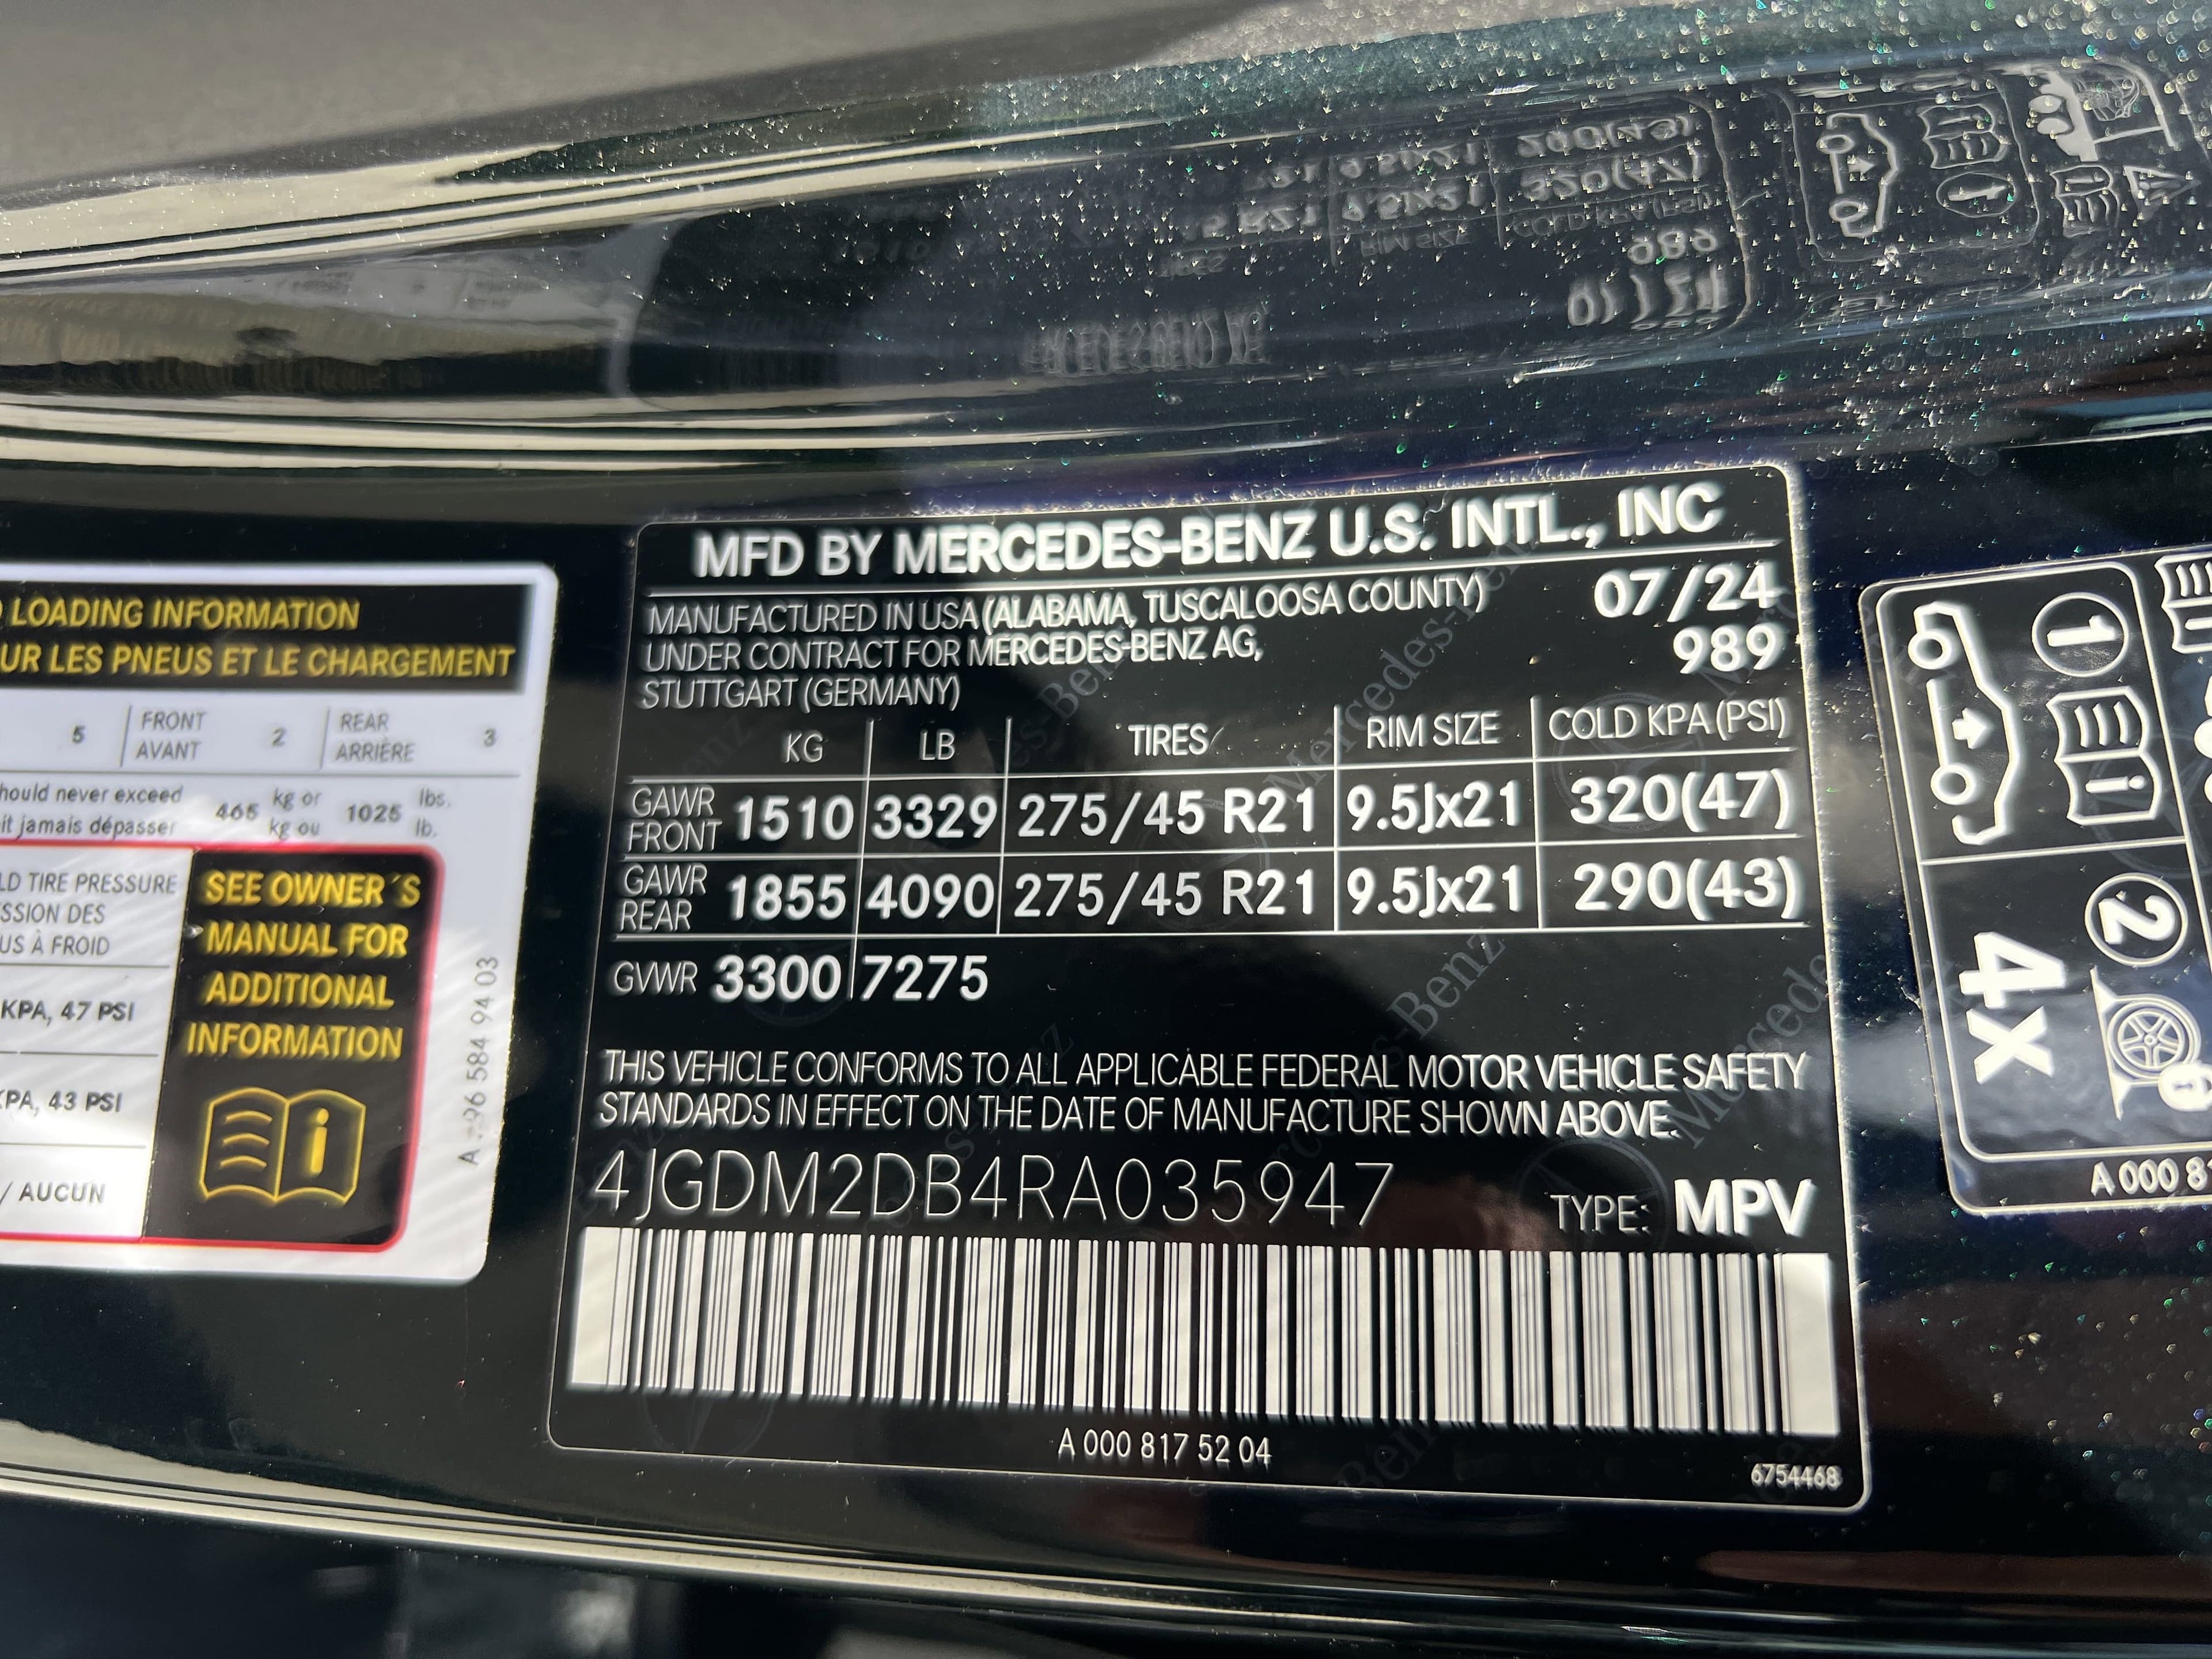 LOADING INFORMATION
UR LES PNEUS ET LE CHARGEMENT
5 FRONT AVANT 2 REAR ARRIÈRE 3
hould never exceed 465 kg or 1025 lbs.
it jamais dépasser kg ou lb.
LD TIRE PRESSURE
SSION DES
US À FROID
KPA, 47 PSI
KPA, 43 PSI
/ AUCUN
SEE OWNER´S
MANUAL FOR
ADDITIONAL
INFORMATION
584 94 03
MFD BY MERCEDES-BENZ U.S. INTL., INC
MANUFACTURED IN USA (ALABAMA, TUSCALOOSA COUNTY) 07/24
UNDER CONTRACT FOR MERCEDES-BENZ AG, 989
STUTTGART (GERMANY)
KG LB TIRES RIM SIZE COLD KPA (PSI)
GAWR FRONT 1510 3329 275/45 R21 9.5Jx21 320(47)
GAWR REAR 1855 4090 275/45 R21 9.5Jx21 290(43)
GVWR 3300 7275
THIS VEHICLE CONFORMS TO ALL APPLICABLE FEDERAL MOTOR VEHICLE SAFETY
STANDARDS IN EFFECT ON THE DATE OF MANUFACTURE SHOWN ABOVE.
4JGDM2DB4RA035947 TYPE: MPV
A 000 817 52 04
6754468
1
2
4x
A 000 8